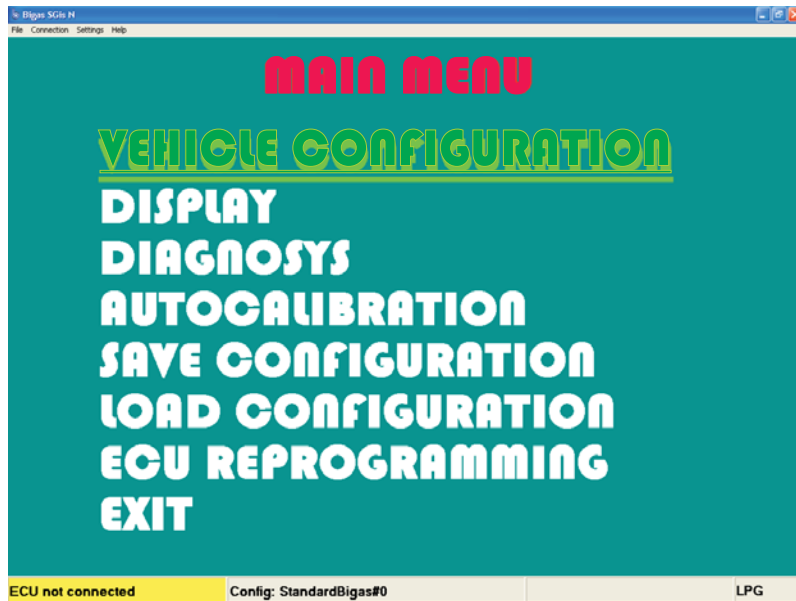 Bigas SGis N
File Connection Settings Help
MAIN MENU
VEHICLE CONFIGURATION
DISPLAY
DIAGNOSYS
AUTOCALIBRATION
SAVE CONFIGURATION
LOAD CONFIGURATION
ECU REPROGRAMMING
EXIT
ECU not connected Config: StandardBigas#0 LPG